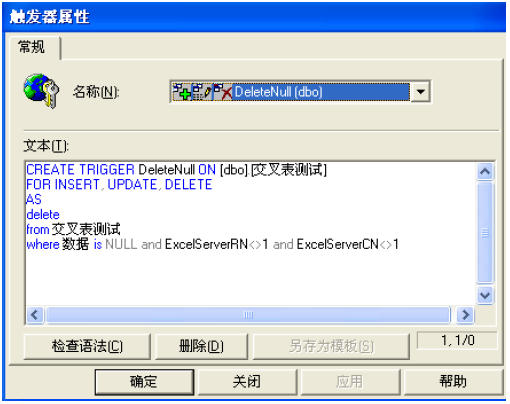 触发器属性
常规
名称(N):
DeleteNull (dbo)
文本(T):
CREATE TRIGGER DeleteNull ON [dbo].[交叉表测试]
FOR INSERT, UPDATE, DELETE
AS
delete
from 交叉表测试
where 数据 is NULL and ExcelServerRN<>1 and ExcelServerCN<>1
检查语法(C) 删除(D) 另存为模板(S) 1, 1/0
确定 关闭 应用 帮助